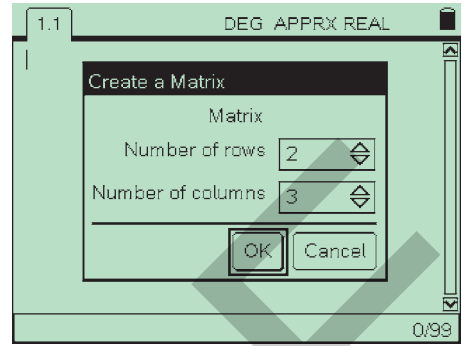 1.1 DEG APPRX REAL
Create a Matrix
Matrix
Number of rows 2
Number of columns 3
OK Cancel
0/99